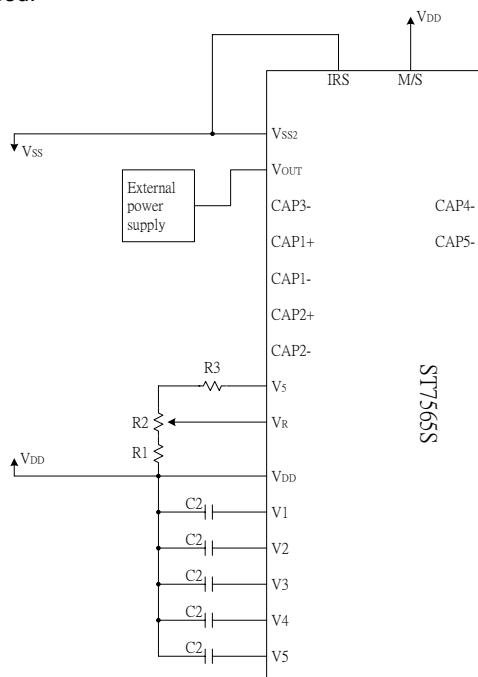 VDD
IRS
M/S
VSS2
VSS
VOUT
External
power
supply
CAP3-
CAP4-
CAP1+
CAP5-
CAP1-
CAP2+
CAP2-
ST7565S
R3
V5
R2
VR
R1
VDD
VDD
C2
V1
C2
V2
C2
V3
C2
V4
C2
V5